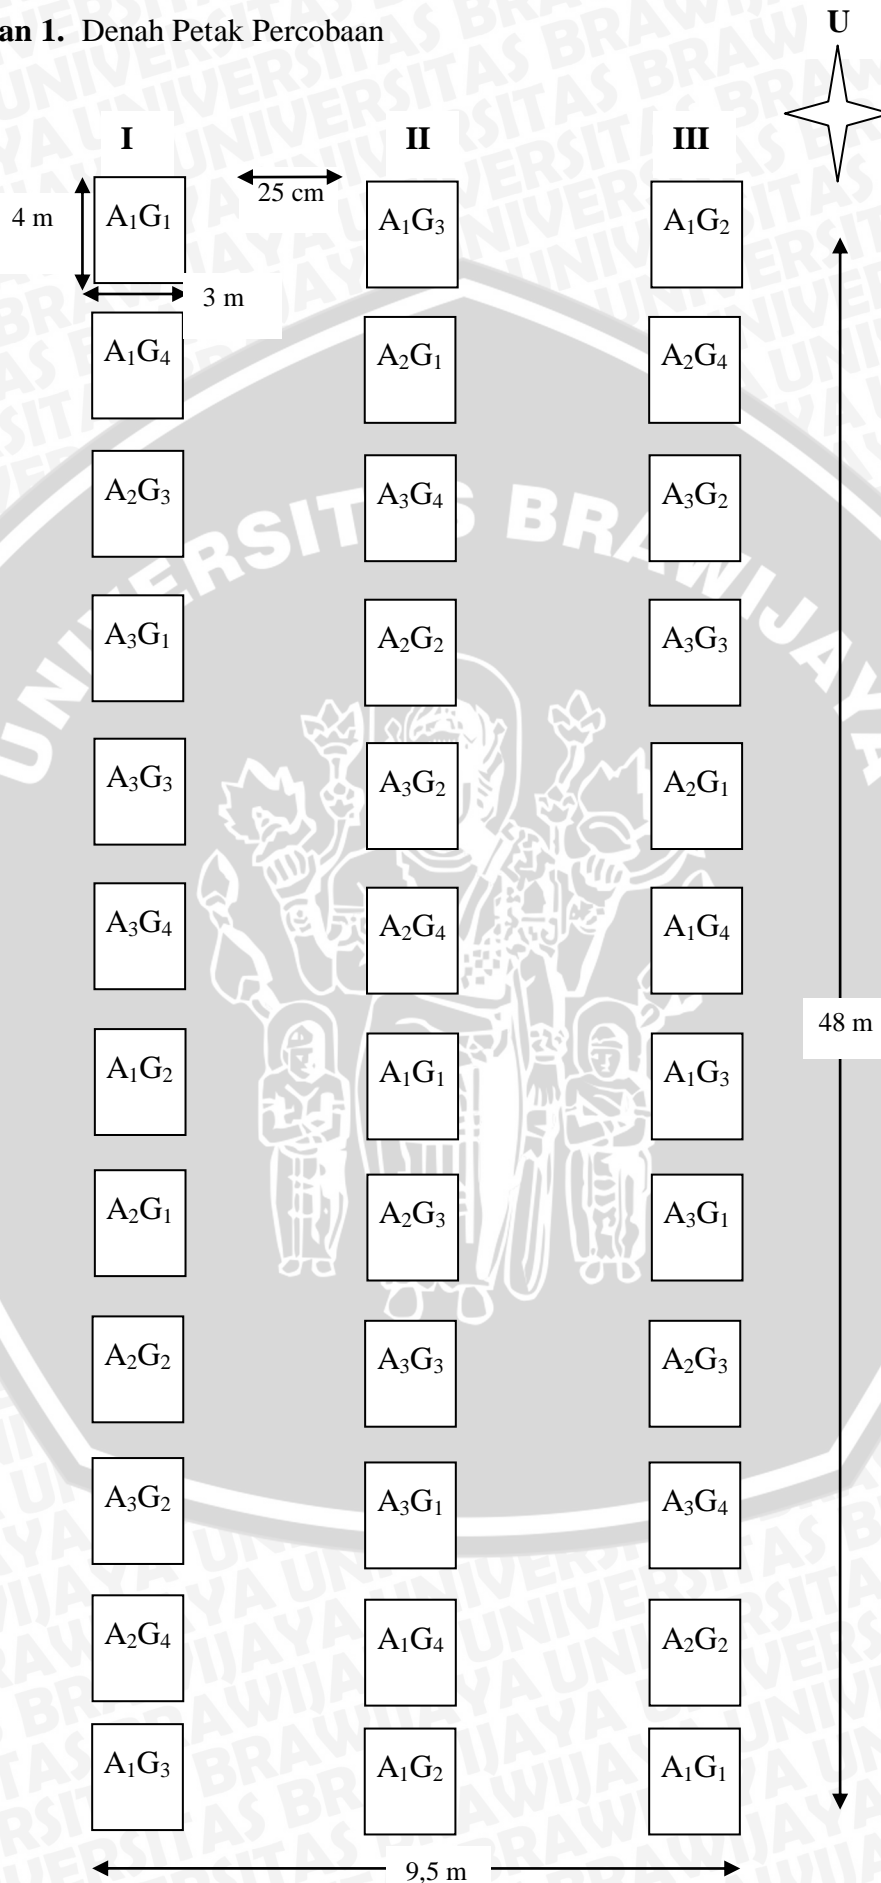 an 1. Denah Petak Percobaan
U
I II III
25 cm
4 m
A₁G₁ A₁G₃ A₁G₂
3 m
A₁G₄ A₂G₁ A₂G₄
A₂G₃ A₃G₄ A₃G₂
A₃G₁ A₂G₂ A₃G₃
A₃G₃ A₃G₂ A₂G₁
A₃G₄ A₂G₄ A₁G₄
48 m
A₁G₂ A₁G₁ A₁G₃
A₂G₁ A₂G₃ A₃G₁
A₂G₂ A₃G₃ A₂G₃
A₃G₂ A₃G₁ A₃G₄
A₂G₄ A₁G₄ A₂G₂
A₁G₃ A₁G₂ A₁G₁
9,5 m
UNIVERSITAS BRAWIJAYA